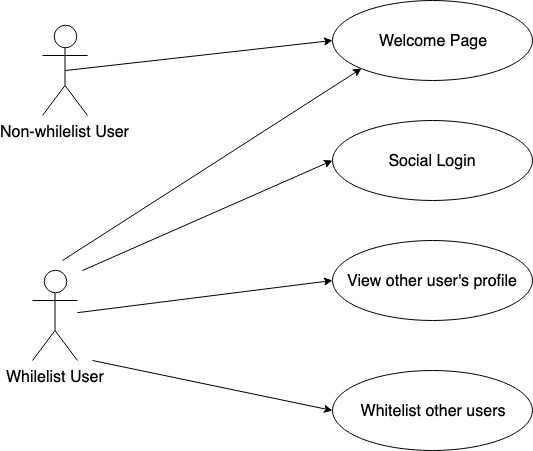 Welcome Page
Non-whilelist User
Social Login
View other user's profile
Whilelist User
Whitelist other users